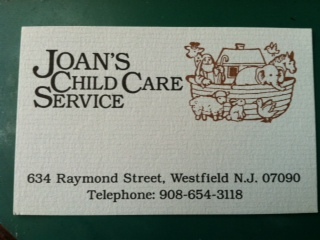 JOAN'S
CHILD CARE
SERVICE
634 Raymond Street, Westfield N.J. 07090
Telephone: 908-654-3118